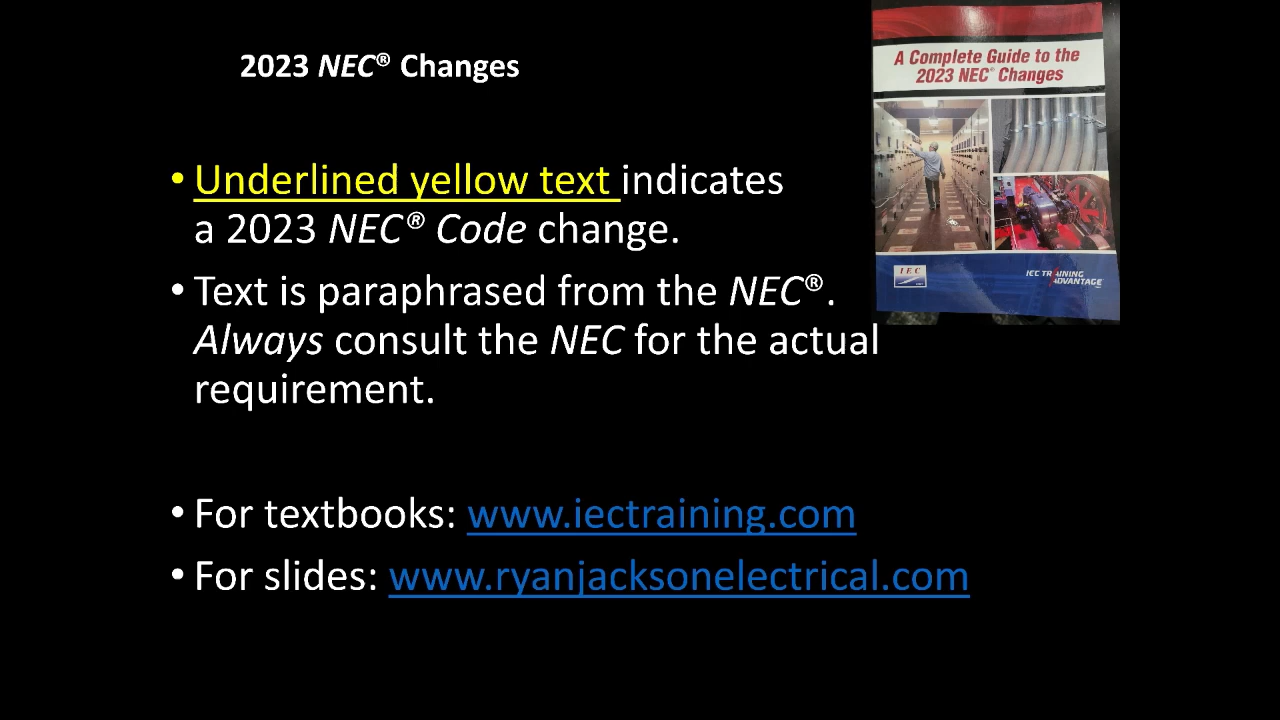 2023 NEC® Changes
A Complete Guide to the
2023 NEC® Changes
• Underlined yellow text indicates
a 2023 NEC® Code change.
• Text is paraphrased from the NEC®.
Always consult the NEC for the actual
requirement.
IEC
IEC TRAINING
ADVANTAGE
• For textbooks: www.iectraining.com
• For slides: www.ryanjacksonelectrical.com